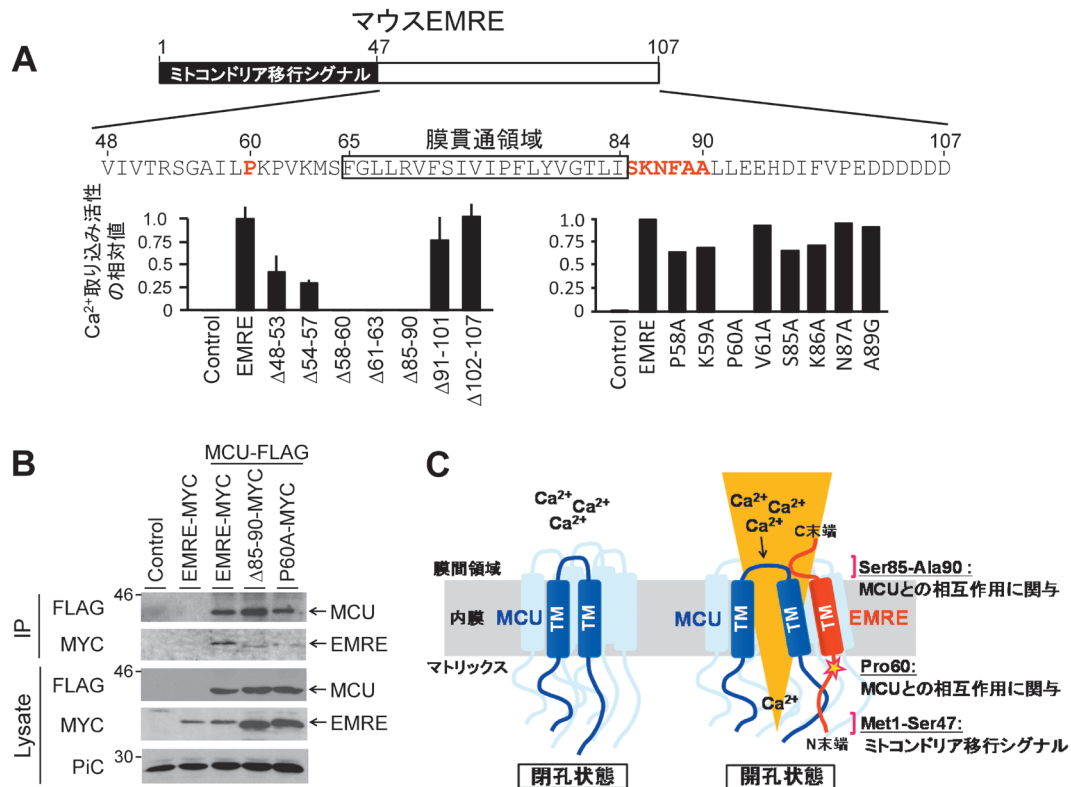 マウスEMRE
A
1 47 107
ミトコンドリア移行シグナル
膜貫通領域
48 60 65 84 90 107
VIVTRSGAILPKPVKMSFGLLRVFSIVIPFLYVGTLISKNFAALLEEHDIFVPEDDDDDD
Ca²⁺取り込み活性
の相対値
1.0
0.75
0.5
0.25
0
Control
EMRE
Δ48-53
Δ54-57
Δ58-60
Δ61-63
Δ85-90
Δ91-101
Δ102-107
1.0
0.75
0.5
0.25
0
Control
EMRE
P58A
K59A
P60A
V61A
S85A
K86A
N87A
A89G
B
MCU-FLAG
Control
EMRE-MYC
EMRE-MYC
Δ85-90-MYC
P60A-MYC
IP
46
FLAG ←MCU
MYC ←EMRE
Lysate
46
FLAG ←MCU
MYC ←EMRE
30
PiC
C
Ca²⁺
Ca²⁺
Ca²⁺
膜間領域
内膜
マトリックス
MCU
TM
TM
閉孔状態
Ca²⁺
Ca²⁺
Ca²⁺
C末端
MCU
TM
TM
TM
EMRE
Ca²⁺
N末端
開孔状態
Ser85-Ala90 :
MCUとの相互作用に関与
Pro60:
MCUとの相互作用に関与
Met1-Ser47:
ミトコンドリア移行シグナル